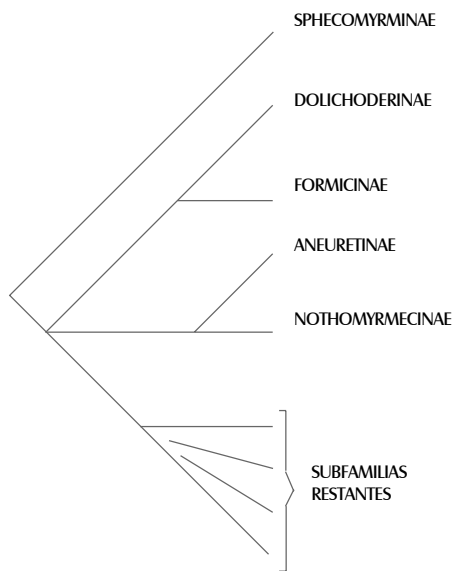 SPHECOMYRMINAE
DOLICHODERINAE
FORMICINAE
ANEURETINAE
NOTHOMYRMECINAE
SUBFAMILIAS
RESTANTES